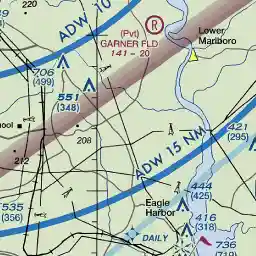 ADW 10
(Pvt)
GARNER FLD
141 - 20
R
Lower
Marlboro
706
(499)
551
(348)
208
212
ADW 15 NM
421
(295)
535
(356)
Eagle
Harbor
444
(425)
416
(318)
DAILY
736
(719)